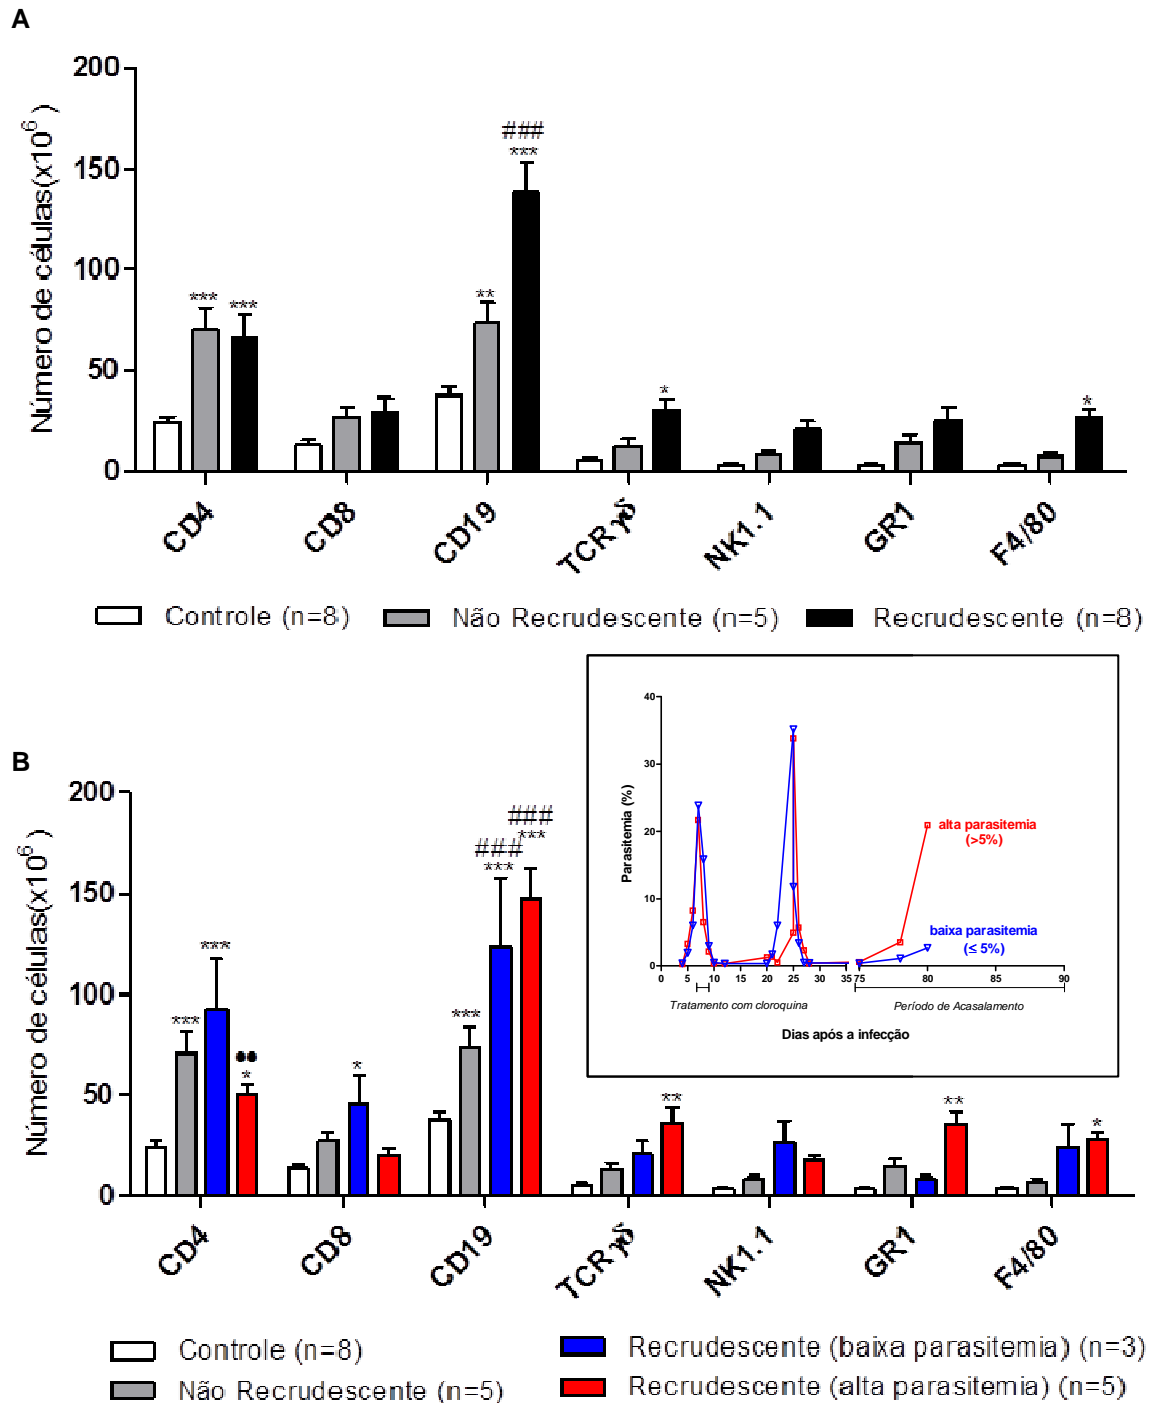 A
200
150
100
50
0
Número de células(x10⁶ )
###
***
***
***
**
*
*
CD4
CD8
CD19
TCRγδ
NK1.1
GR1
F4/80
Controle (n=8)
Não Recrudescente (n=5)
Recrudescente (n=8)
B
200
150
100
50
0
Número de células(x10⁶ )
***
***
●●
*
*
***
###
***
###
***
**
**
*
CD4
CD8
CD19
TCRγδ
NK1.1
GR1
F4/80
40
30
20
10
0
Parasitemia (%)
alta parasitemia
(>5%)
baixa parasitemia
(≤ 5%)
0 5 10 15 20 25 30 35 75 80 85 90
Tratamento com cloroquina
Período de Acasalamento
Dias após a infecção
Controle (n=8)
Não Recrudescente (n=5)
Recrudescente (baixa parasitemia) (n=3)
Recrudescente (alta parasitemia) (n=5)